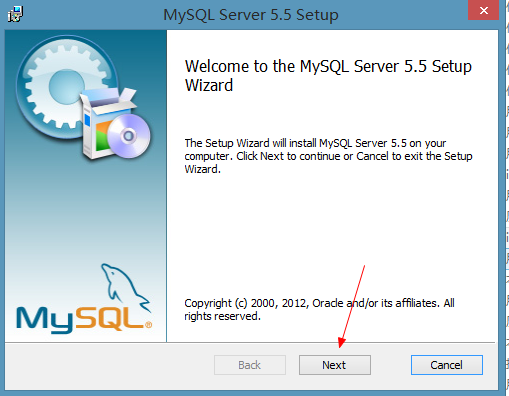 MySQL Server 5.5 Setup
Welcome to the MySQL Server 5.5 Setup
Wizard
The Setup Wizard will install MySQL Server 5.5 on your
computer. Click Next to continue or Cancel to exit the Setup
Wizard.
MySQL®
Copyright (c) 2000, 2012, Oracle and/or its affiliates. All
rights reserved.
Back
Next
Cancel